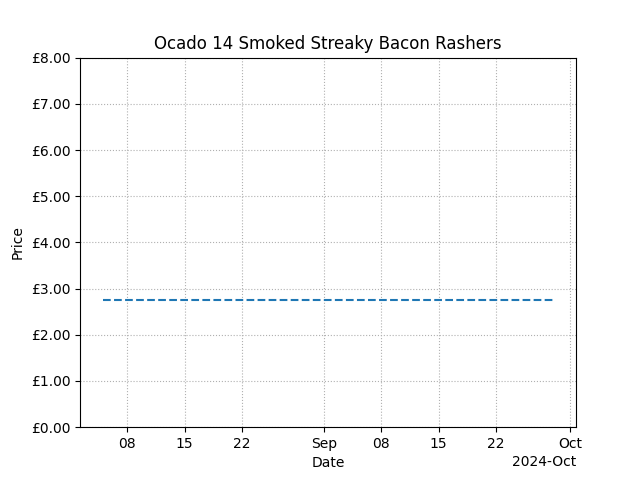 Ocado 14 Smoked Streaky Bacon Rashers
£8.00
£7.00
£6.00
£5.00
£4.00
£3.00
£2.00
£1.00
£0.00
Price
08 15 22 Sep 08 15 22 Oct
Date
2024-Oct